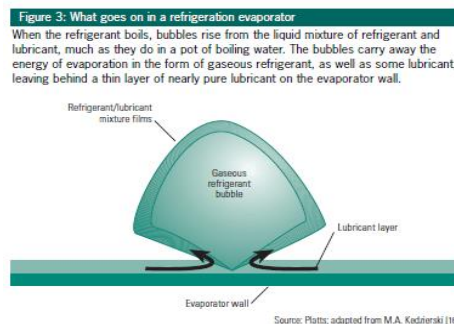 Figure 3: What goes on in a refrigeration evaporator
When the refrigerant boils, bubbles rise from the liquid mixture of refrigerant and
lubricant, much as they do in a pot of boiling water. The bubbles carry away the
energy of evaporation in the form of gaseous refrigerant, as well as some lubricant
leaving behind a thin layer of nearly pure lubricant on the evaporator wall.
Refrigerant/lubricant
mixture films
Gaseous
refrigerant
bubble
Lubricant layer
Evaporator wall
Source: Platts; adapted from M.A. Kedzierski [16